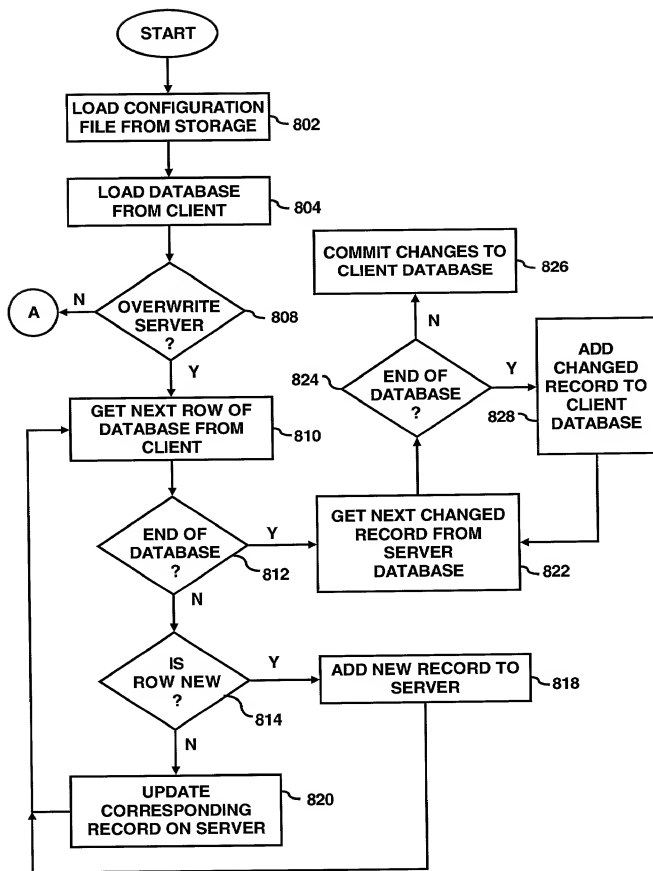 START
LOAD CONFIGURATION
FILE FROM STORAGE
802
LOAD DATABASE
FROM CLIENT
804
OVERWRITE
SERVER
?
808
N
A
Y
GET NEXT ROW OF
DATABASE FROM
CLIENT
810
END OF
DATABASE
?
812
Y
N
IS
ROW NEW
?
814
Y
N
ADD NEW RECORD TO
SERVER
818
UPDATE
CORRESPONDING
RECORD ON SERVER
820
GET NEXT CHANGED
RECORD FROM
SERVER
DATABASE
822
END OF
DATABASE
?
824
N
Y
COMMIT CHANGES TO
CLIENT DATABASE
826
ADD
CHANGED
RECORD TO
CLIENT
DATABASE
828